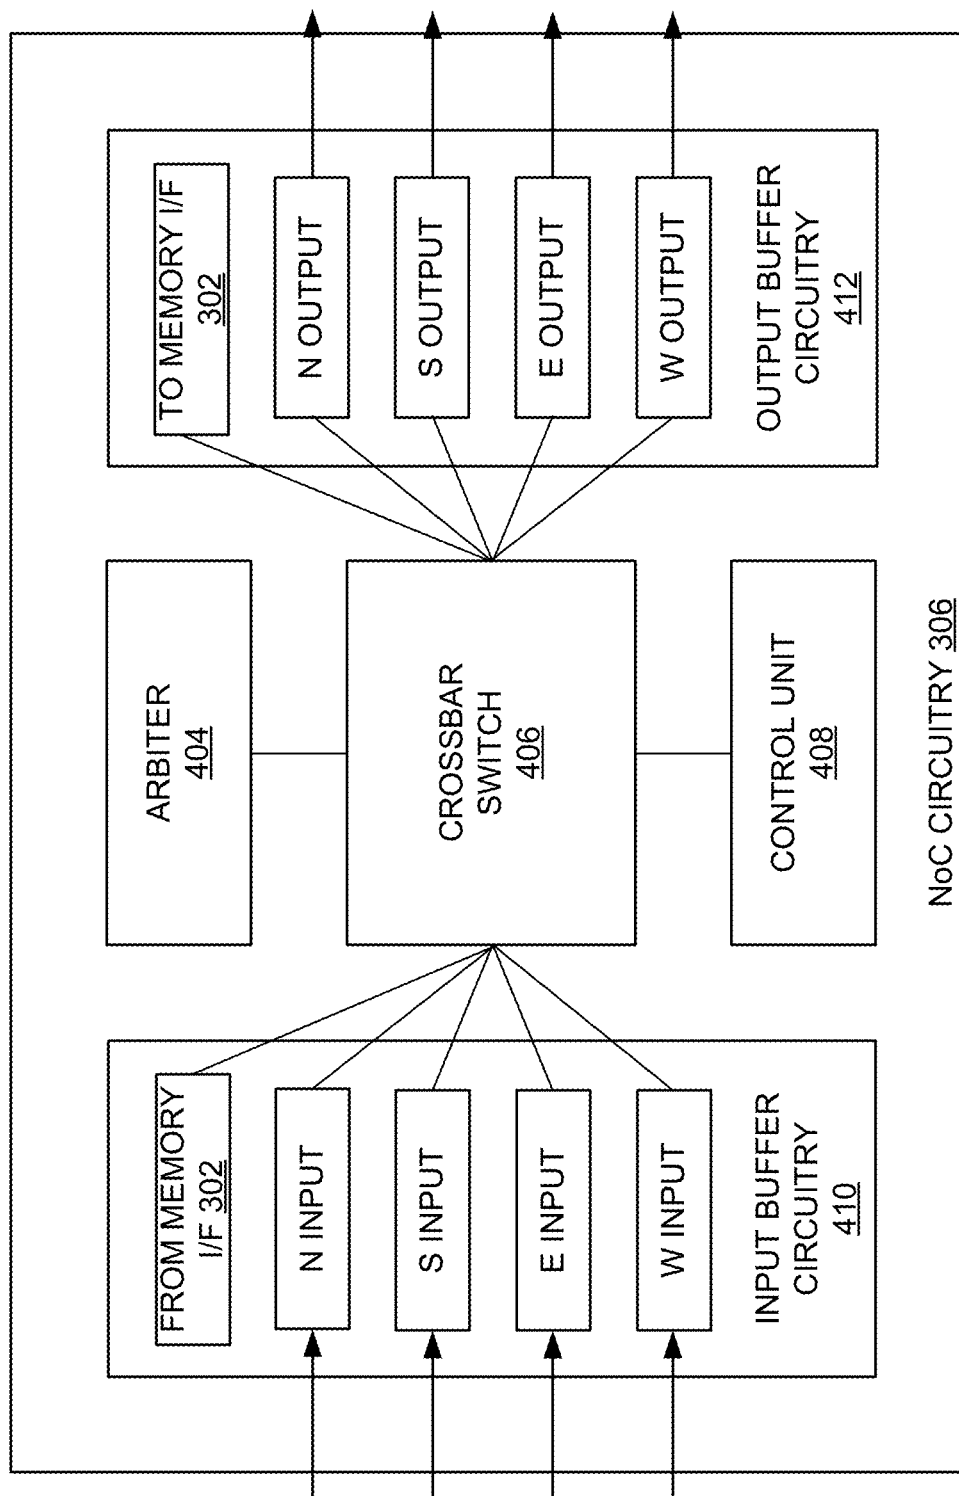 FROM MEMORY
I/F 302
N INPUT
S INPUT
E INPUT
W INPUT
INPUT BUFFER
CIRCUITRY
410
ARBITER
404
CROSSBAR
SWITCH
406
CONTROL UNIT
408
TO MEMORY I/F
302
N OUTPUT
S OUTPUT
E OUTPUT
W OUTPUT
OUTPUT BUFFER
CIRCUITRY
412
NoC CIRCUITRY 306